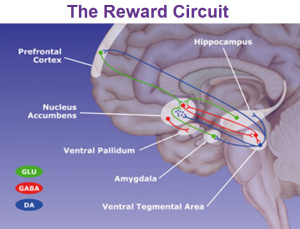 The Reward Circuit
Hippocampus
Prefrontal
Cortex
Nucleus
Accumbens
Ventral Pallidum
Amygdala
Ventral Tegmental Area
GLU
GABA
DA